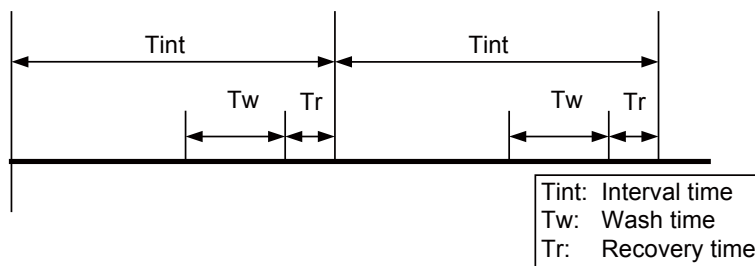 Tint Tint
Tw Tr Tw Tr
Tint: Interval time
Tw: Wash time
Tr: Recovery time